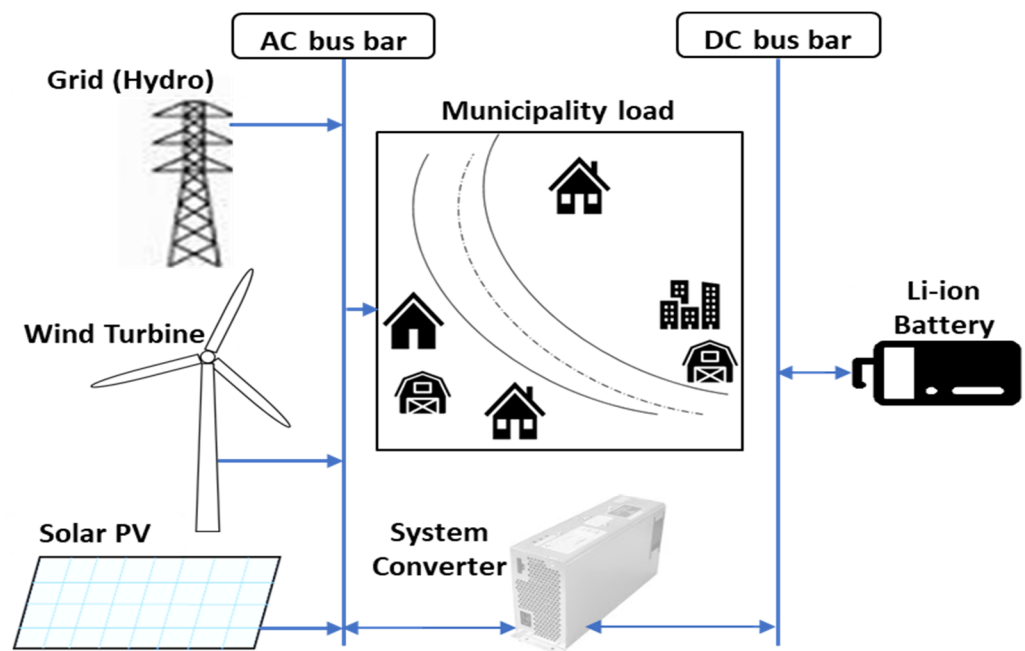 AC bus bar
DC bus bar
Grid (Hydro)
Municipality load
Wind Turbine
Li-ion
Battery
Solar PV
System
Converter